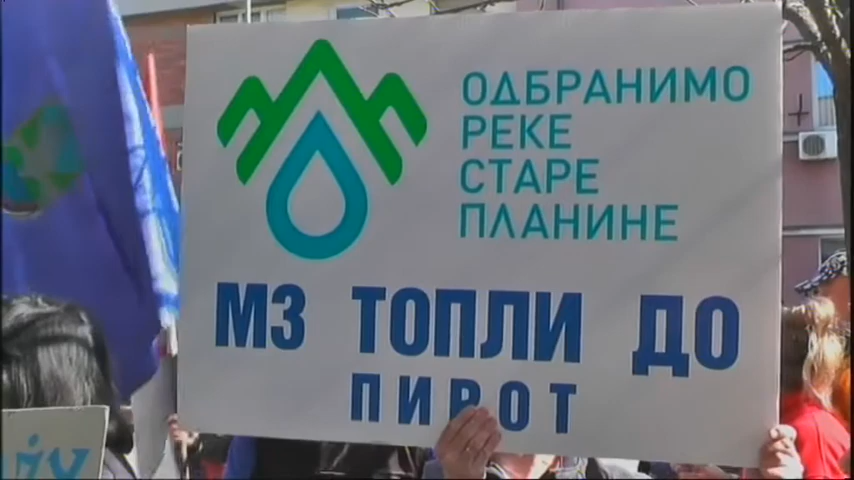 ОДБРАНИМО
РЕКЕ
СТАРЕ
ПЛАНИНЕ
МЗ ТОПЛИ ДО
ПИРОТ